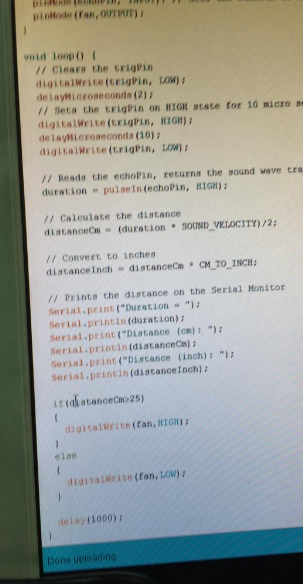 pinMode(fan,OUTPUT);
}
void loop() {
// Clears the trigPin
digitalWrite(trigPin, LOW);
delayMicroseconds(2);
// Sets the trigPin on HIGH state for 10 micro
digitalWrite(trigPin, HIGH);
delayMicroseconds(10);
digitalWrite(trigPin, LOW);
// Reads the echoPin, returns the sound wave tra
duration = pulseIn(echoPin, HIGH);
// Calculate the distance
distanceCm = (duration * SOUND_VELOCITY)/2;
// Convert to inches
distanceInch = distanceCm * CM_TO_INCH;
// Prints the distance on the Serial Monitor
Serial.print("Duration = ");
Serial.println(duration);
Serial.print("Distance (cm): ");
Serial.println(distanceCm);
Serial.print("Distance (inch): ");
Serial.println(distanceInch);
if(distanceCm>25)
{
digitalWrite(fan,HIGH);
}
else
{
digitalWrite(fan,LOW);
}
delay(1000);
}
Done uploading